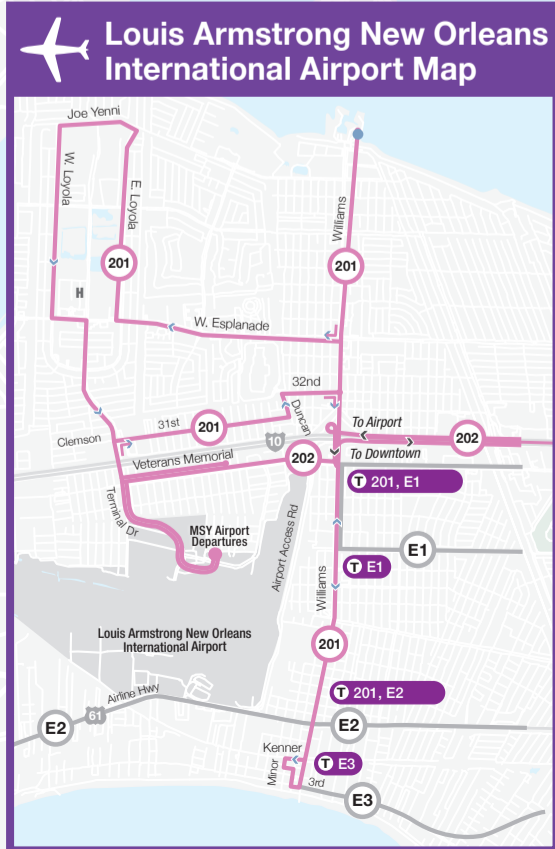 Louis Armstrong New Orleans
International Airport Map
Joe Yenni
W. Loyola
E. Loyola
Williams
201
201
H
W. Esplanade
32nd
Duncan
31st
201
To Airport
202
Clemson
10
To Downtown
Veterans Memorial
202
T 201, E1
Terminal Dr
MSY Airport
Departures
Airport Access Rd
E1
T E1
Williams
Louis Armstrong New Orleans
International Airport
201
Airline Hwy
T 201, E2
61
E2
E2
Kenner
Minor
T E3
3rd
E3